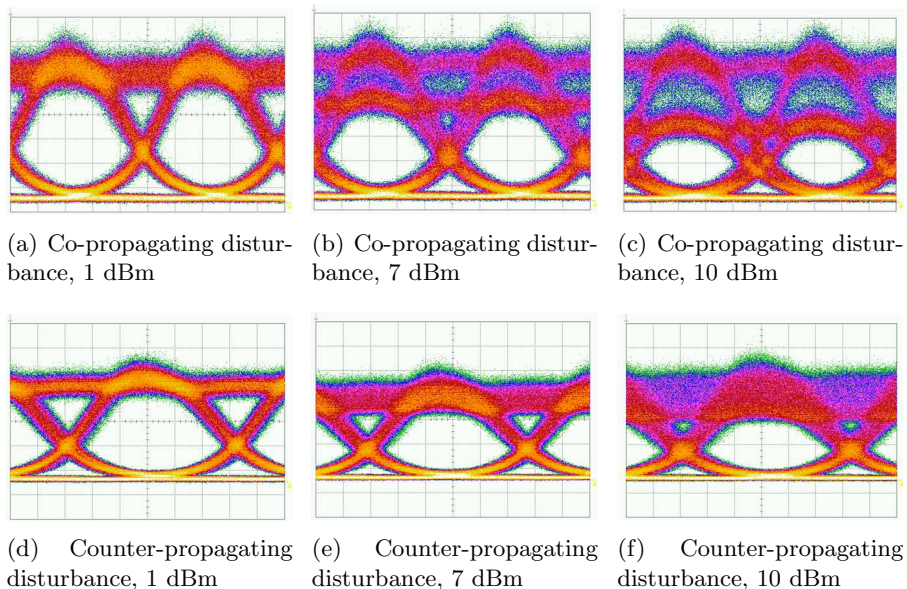 (a) Co-propagating distur-
bance, 1 dBm
(b) Co-propagating distur-
bance, 7 dBm
(c) Co-propagating distur-
bance, 10 dBm
(d) Counter-propagating
disturbance, 1 dBm
(e) Counter-propagating
disturbance, 7 dBm
(f) Counter-propagating
disturbance, 10 dBm